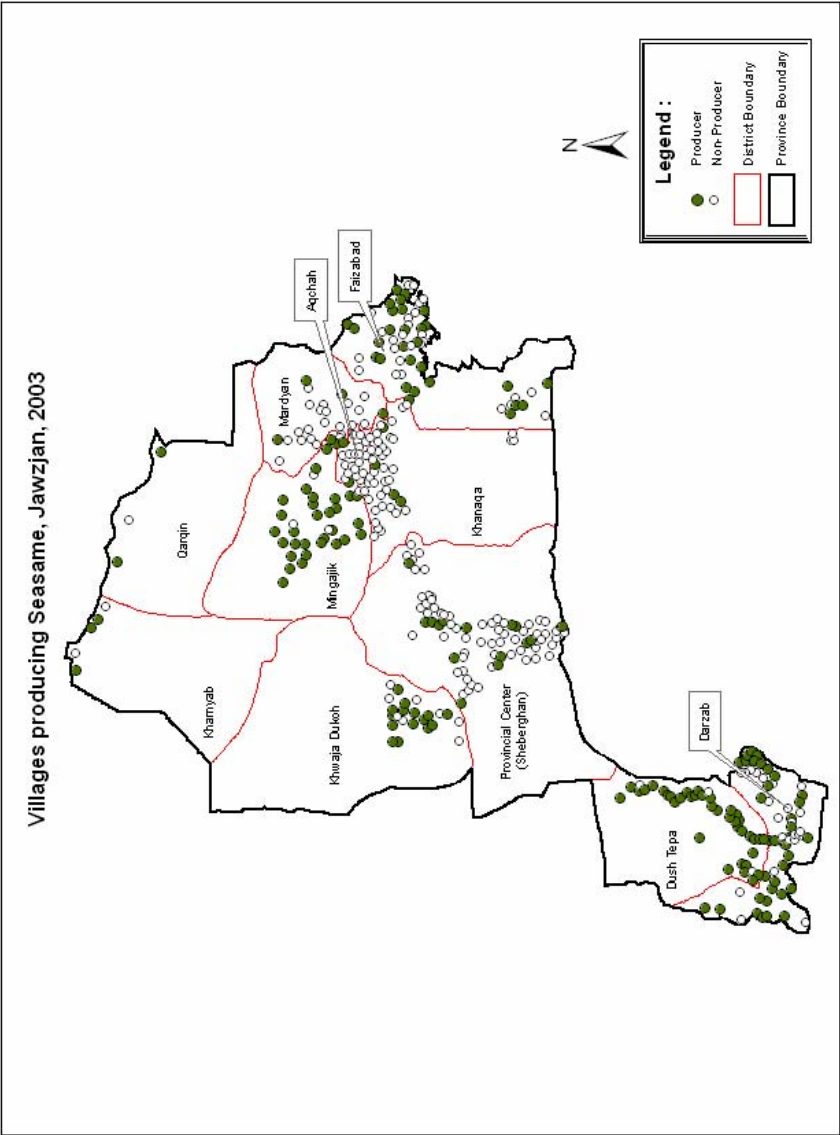 Villages producing Seasame, Jawzjan, 2003
Qarqin
Khamyab
Mardyan
Aqchah
Faizabad
Mingajik
Khwaja Dukoh
Khanaqa
Provincial Center
(Sheberghan)
Dush Tepa
Darzab
N
Legend :
Producer
Non-Producer
District Boundary
Province Boundary